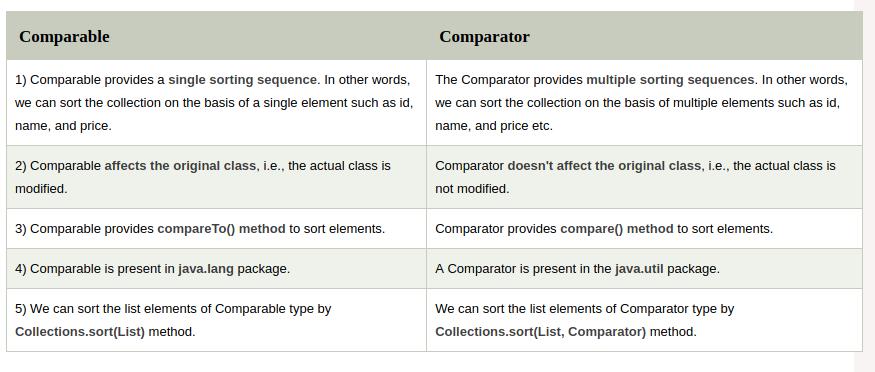 Comparable
Comparator
1) Comparable provides a single sorting sequence. In other words,
we can sort the collection on the basis of a single element such as id,
name, and price.
The Comparator provides multiple sorting sequences. In other words,
we can sort the collection on the basis of multiple elements such as id,
name, and price etc.
2) Comparable affects the original class, i.e., the actual class is
modified.
Comparator doesn't affect the original class, i.e., the actual class is
not modified.
3) Comparable provides compareTo() method to sort elements.
Comparator provides compare() method to sort elements.
4) Comparable is present in java.lang package.
A Comparator is present in the java.util package.
5) We can sort the list elements of Comparable type by
Collections.sort(List) method.
We can sort the list elements of Comparator type by
Collections.sort(List, Comparator) method.